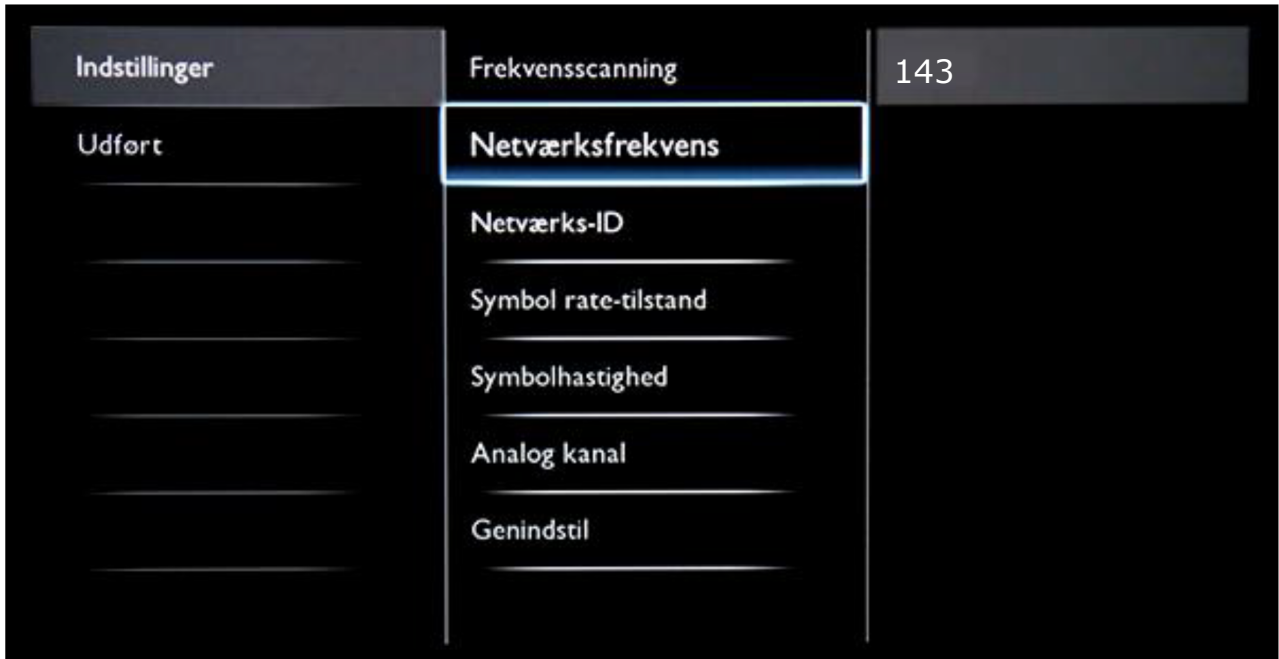 Indstillinger
Udført
Frekvensscanning
Netværksfrekvens
Netværks-ID
Symbol rate-tilstand
Symbolhastighed
Analog kanal
Genindstil
143